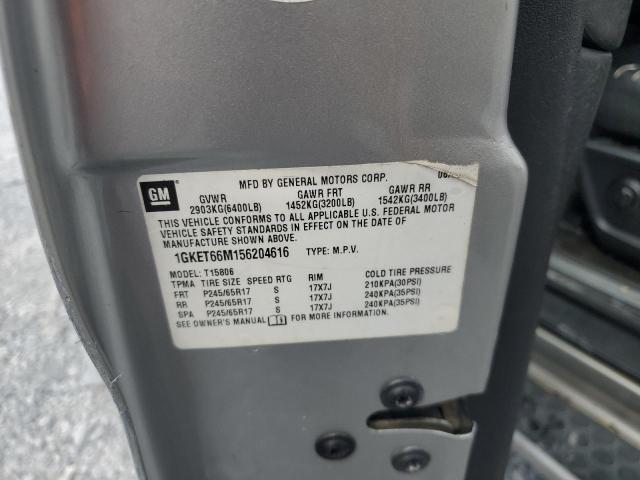 GM
MFD BY GENERAL MOTORS CORP.
GVWR GAWR FRT GAWR RR
2903KG(6400LB) 1452KG(3200LB) 1542KG(3400LB)
THIS VEHICLE CONFORMS TO ALL APPLICABLE U.S. FEDERAL MOTOR
VEHICLE SAFETY STANDARDS IN EFFECT ON THE DATE OF
MANUFACTURE SHOWN ABOVE.
1GKET66M156204616 TYPE: M.P.V.
MODEL: T15806
TPMA TIRE SIZE SPEED RTG RIM COLD TIRE PRESSURE
FRT P245/65R17 S 17X7J 210KPA(30PSI)
RR P245/65R17 S 17X7J 240KPA(35PSI)
SPA P245/65R17 S 17X7J 240KPA(35PSI)
SEE OWNER'S MANUAL FOR MORE INFORMATION.